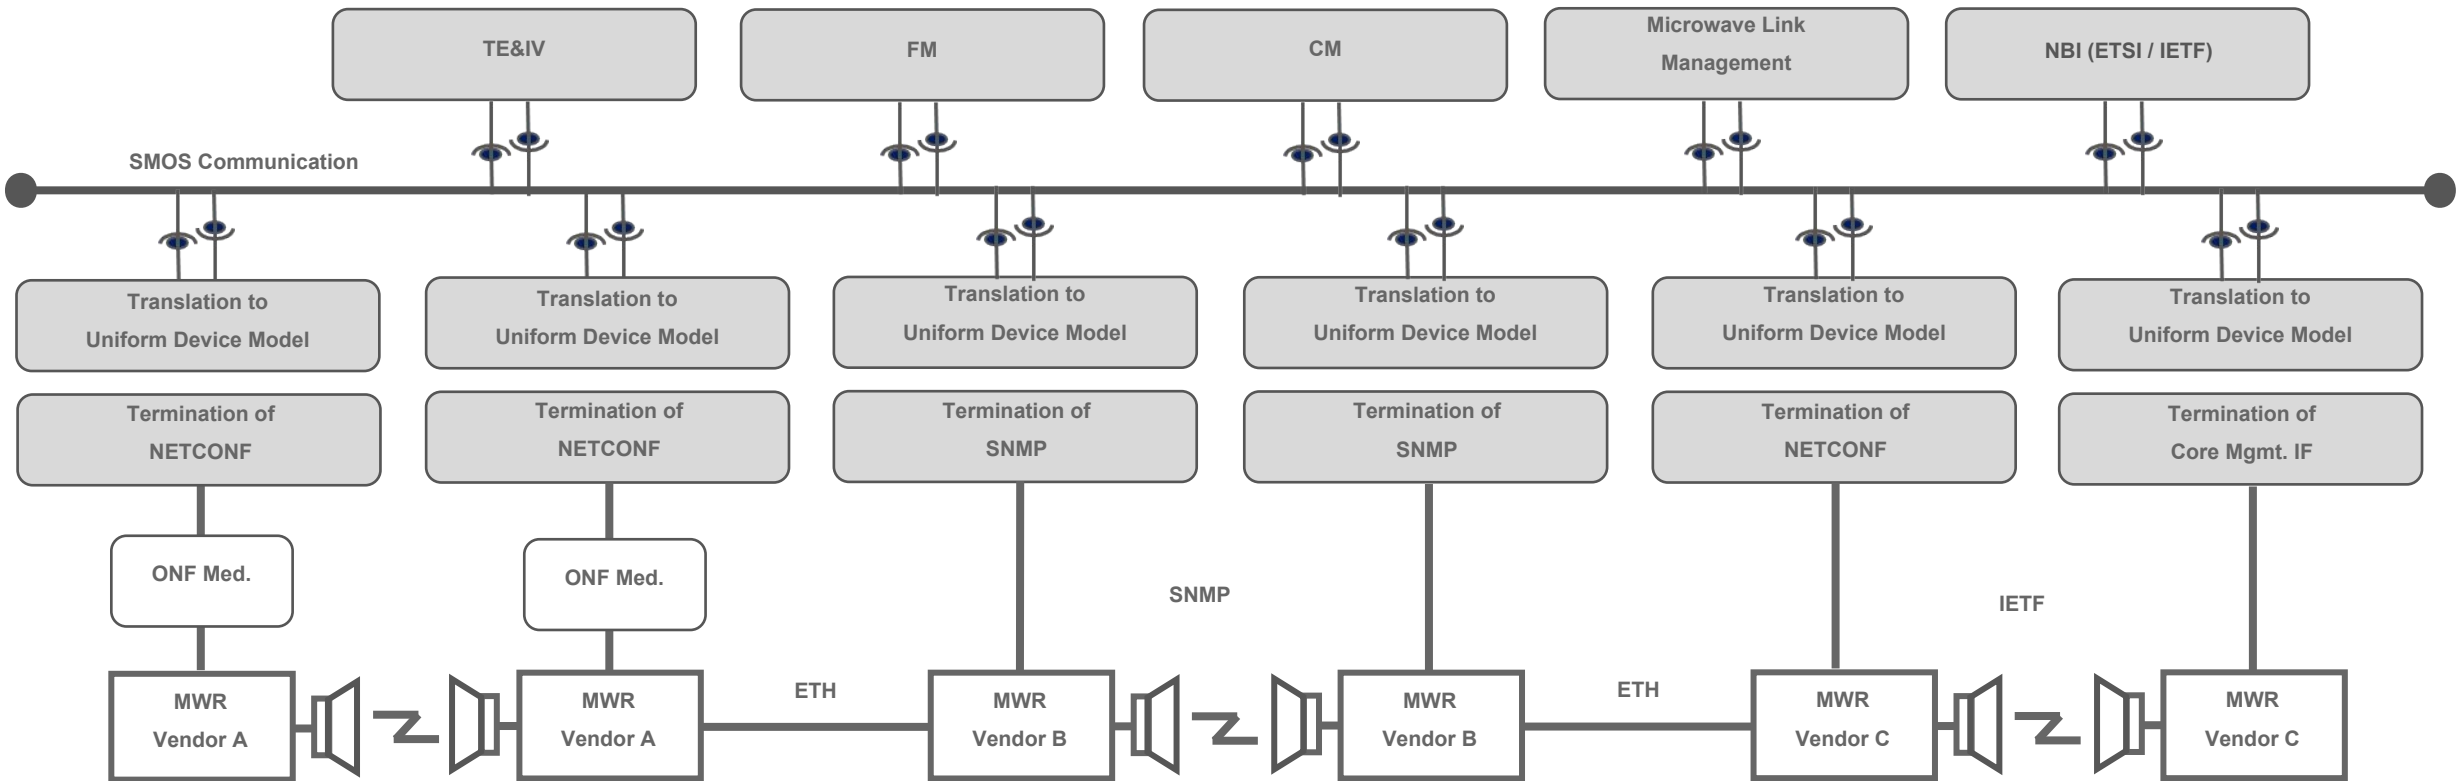 TE&IV
FM
CM
Microwave Link
Management
NBI (ETSI / IETF)
SMOS Communication
Translation to
Uniform Device Model
Translation to
Uniform Device Model
Translation to
Uniform Device Model
Translation to
Uniform Device Model
Translation to
Uniform Device Model
Translation to
Uniform Device Model
Termination of
NETCONF
Termination of
NETCONF
Termination of
SNMP
Termination of
SNMP
Termination of
NETCONF
Termination of
Core Mgmt. IF
ONF Med.
ONF Med.
SNMP
IETF
MWR
Vendor A
MWR
Vendor A
ETH
MWR
Vendor B
MWR
Vendor B
ETH
MWR
Vendor C
MWR
Vendor C